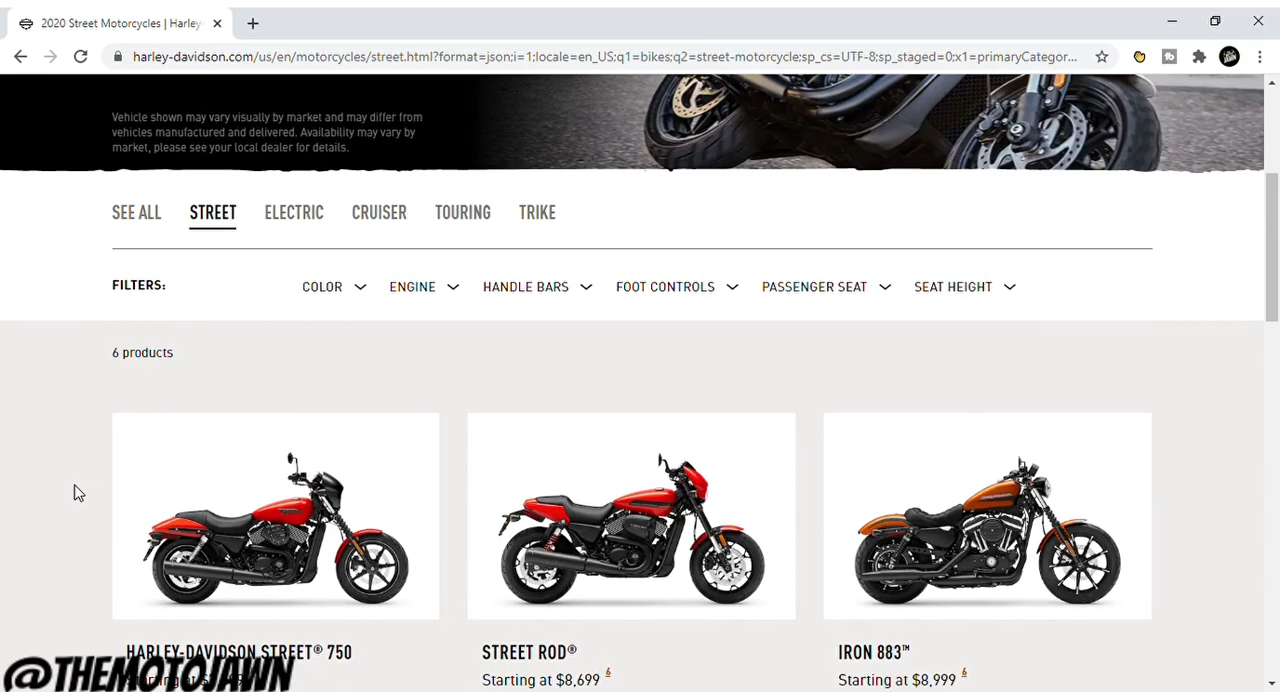 2020 Street Motorcycles | Harley-
harley-davidson.com/us/en/motorcycles/street.html?format=json;i=1;locale=en_US;q1=bikes;q2=street-motorcycle;sp_cs=UTF-8;sp_staged=0;x1=primaryCategor...
Vehicle shown may vary visually by market and may differ from
vehicles manufactured and delivered. Availability may vary by
market, please see your local dealer for details.
SEE ALL STREET ELECTRIC CRUISER TOURING TRIKE
FILTERS: COLOR ENGINE HANDLE BARS FOOT CONTROLS PASSENGER SEAT SEAT HEIGHT
6 products
HARLEY-DAVIDSON STREET® 750 STREET ROD® IRON 883™
Starting at Starting at $8,699 6 Starting at $8,999 6
@THEMOTOJAWN